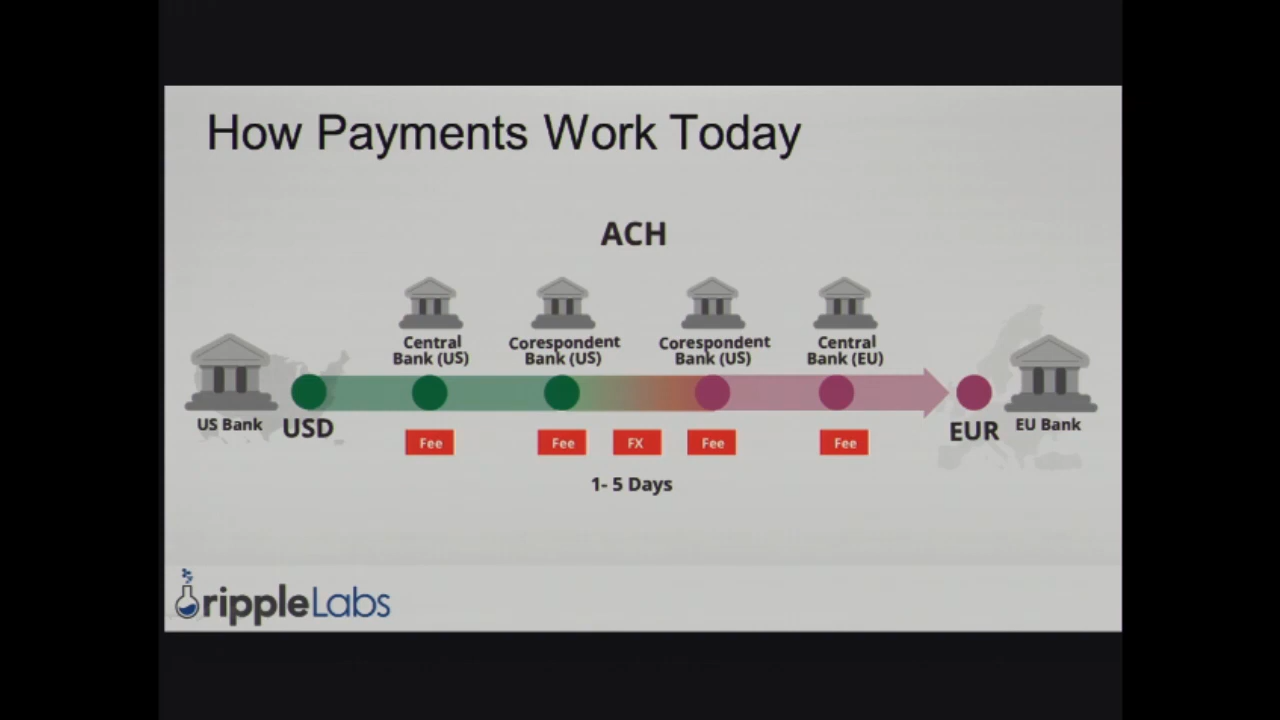 How Payments Work Today
ACH
Central
Bank (US)
Corespondent
Bank (US)
Corespondent
Bank (US)
Central
Bank (EU)
US Bank
USD
EUR
EU Bank
Fee
Fee
FX
Fee
Fee
1- 5 Days
rippleLabs